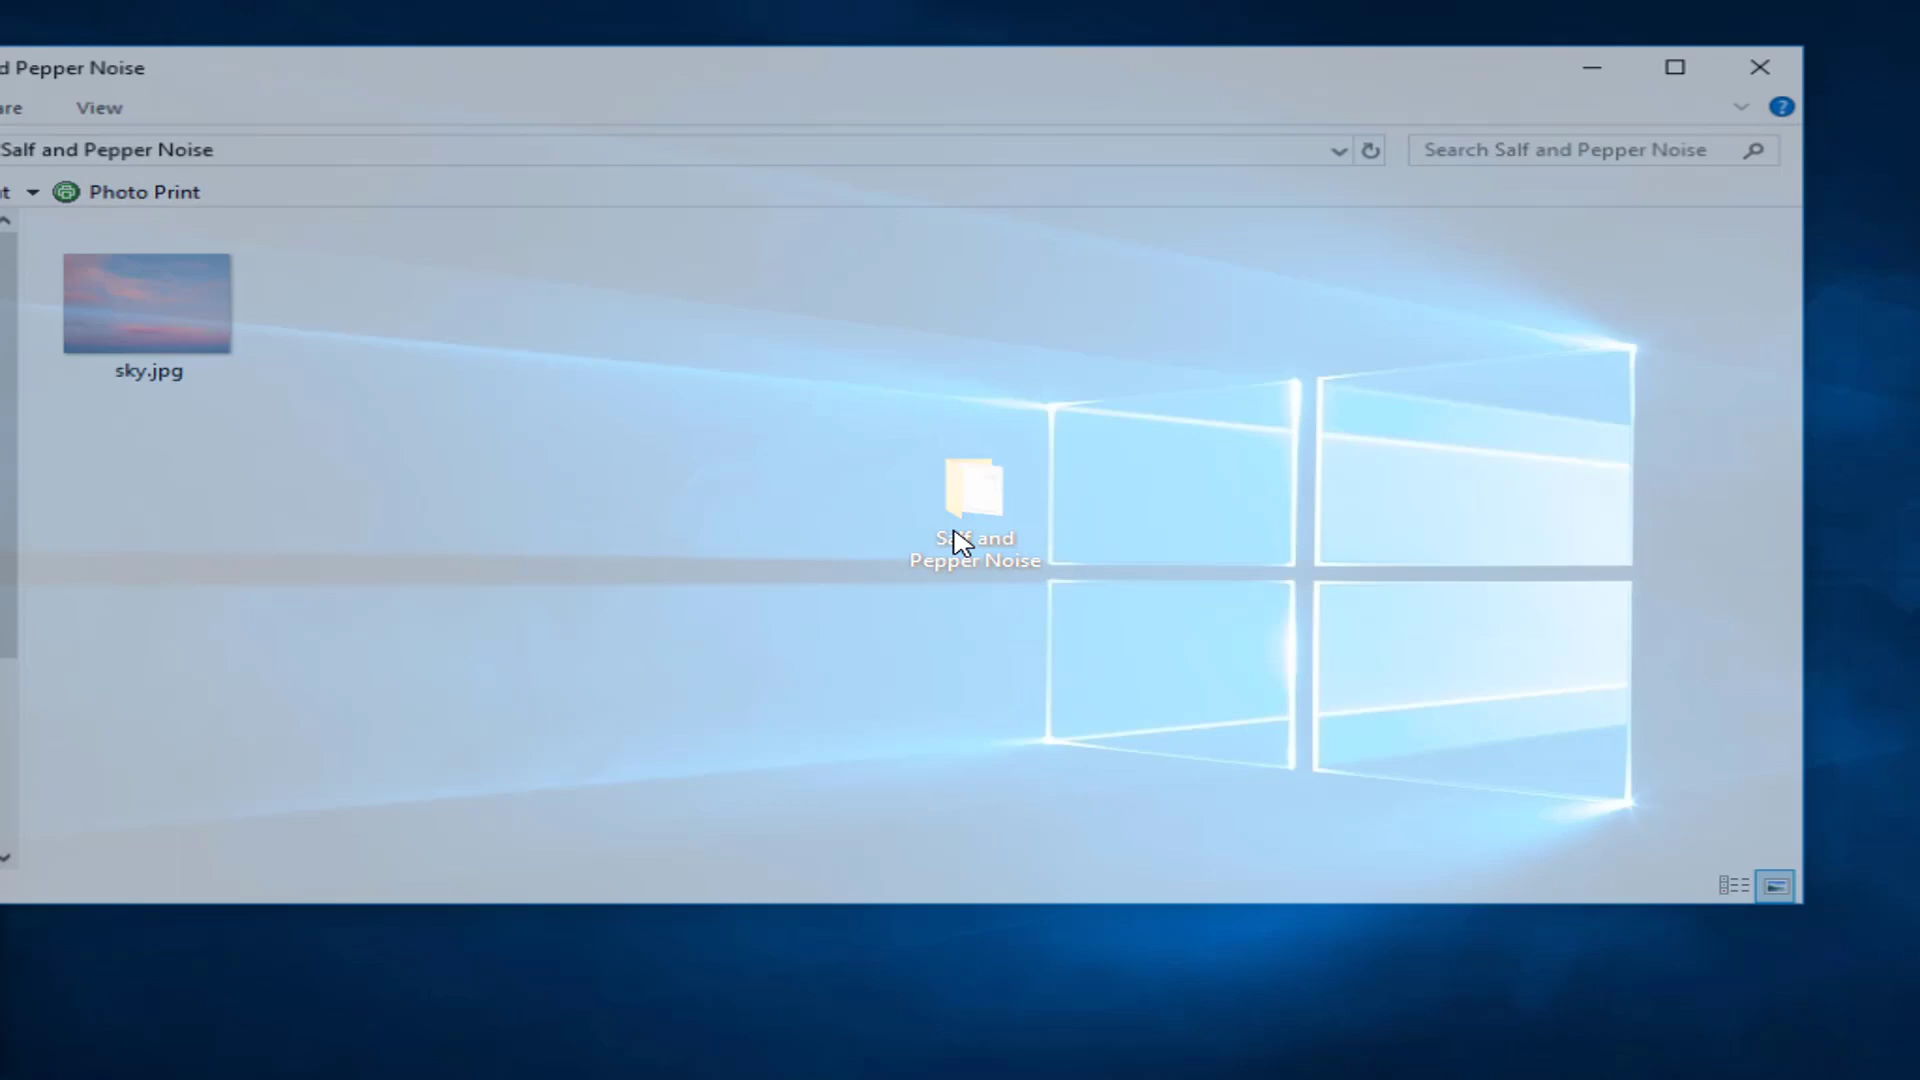 d Pepper Noise
are
View
?
Salf and Pepper Noise
Search Salf and Pepper Noise
t
Photo Print
sky.jpg
Salf and
Pepper Noise